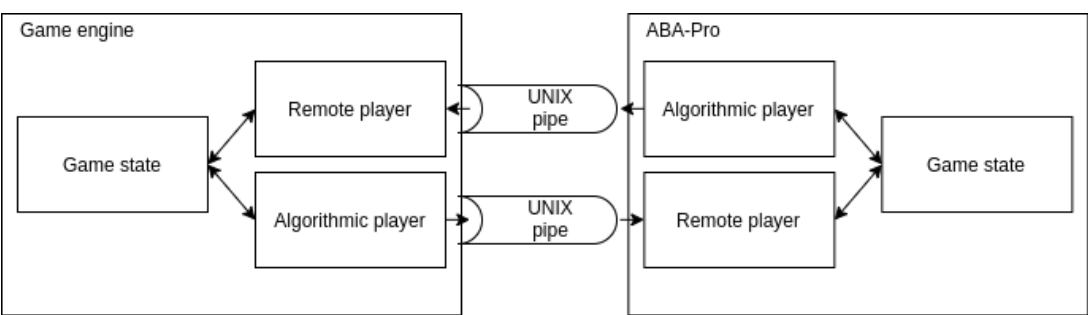 Game engine
ABA-Pro
Remote player
UNIX
pipe
Algorithmic player
Game state
Game state
Algorithmic player
UNIX
pipe
Remote player